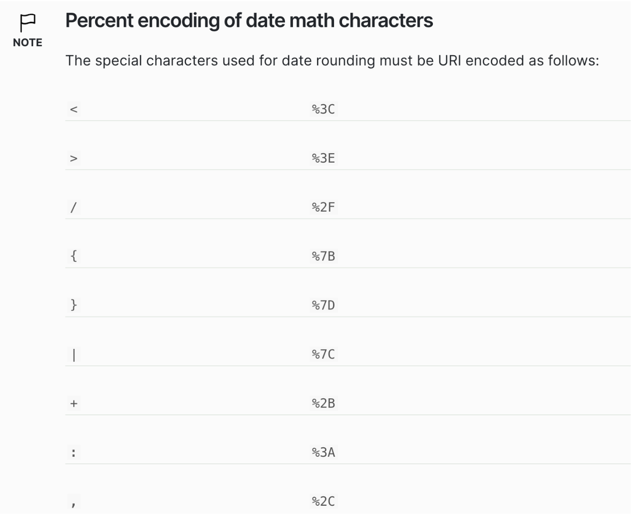 Percent encoding of date math characters
NOTE
The special characters used for date rounding must be URI encoded as follows:
< %3C
> %3E
/ %2F
{ %7B
} %7D
| %7C
+ %2B
: %3A
, %2C